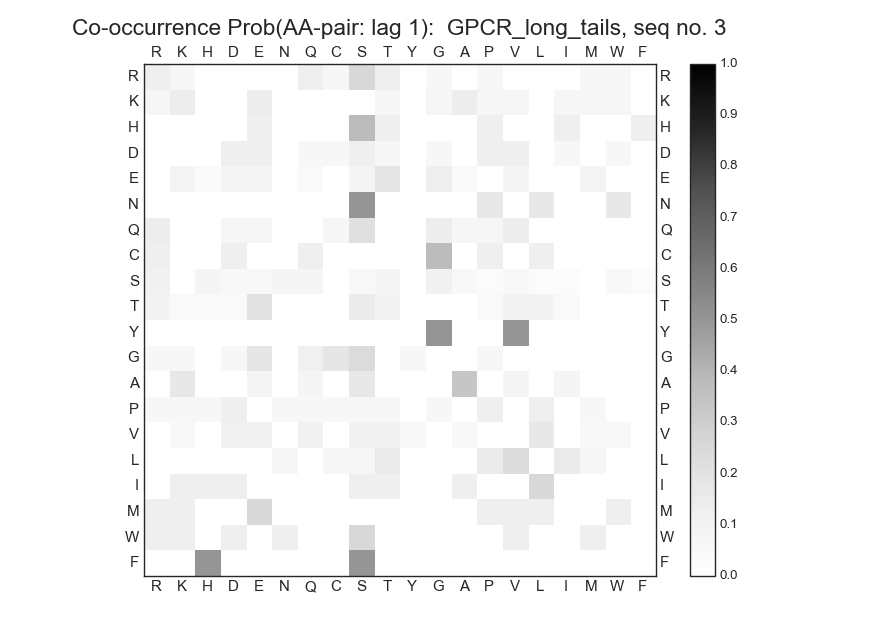 Co-occurrence Prob(AA-pair: lag 1):  GPCR_long_tails, seq no. 3
R K H D E N Q C S T Y G A P V L I M W F
R R 1.0
K K 0.9
H H
D D 0.8
E E
N N 0.7
Q Q
C C 0.6
S S
T T 0.5
Y Y
G G 0.4
A A
P P 0.3
V V
L L 0.2
I I
M M 0.1
W W
F F 0.0
R K H D E N Q C S T Y G A P V L I M W F